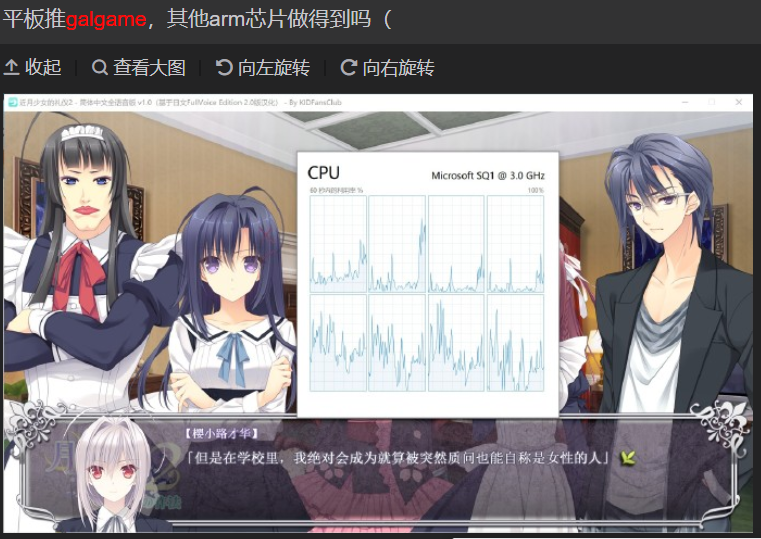 平板推galgame，其他arm芯片做得到吗（
收起 查看大图 向左旋转 向右旋转
近月少女的礼仪2 - 简体中文全语音版 v1.0（基于日文FullVoice Edition 2.0版汉化） - By KIDFansClub
CPU Microsoft SQ1 @ 3.0 GHz
60 秒内的利用率 % 100%
【櫻小路才华】
「但是在学校里，我绝对会成为就算被突然质问也能自称是女性的人」